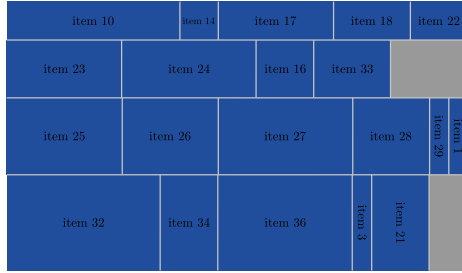 item 10
item 14
item 17
item 18
item 22
item 23
item 24
item 16
item 33
item 25
item 26
item 27
item 28
item 29
item 1
item 32
item 34
item 36
item 3
item 21